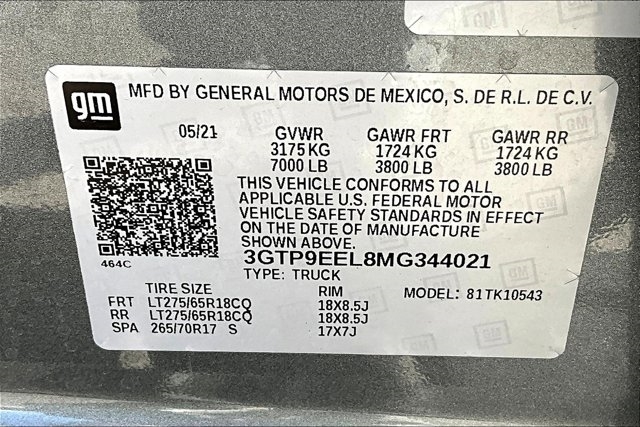 gm
MFD BY GENERAL MOTORS DE MEXICO, S. DE R.L. DE C.V.
05/21 GVWR GAWR FRT GAWR RR
3175 KG 1724 KG 1724 KG
7000 LB 3800 LB 3800 LB
THIS VEHICLE CONFORMS TO ALL
APPLICABLE U.S. FEDERAL MOTOR
VEHICLE SAFETY STANDARDS IN EFFECT
ON THE DATE OF MANUFACTURE
SHOWN ABOVE.
464C
3GTP9EEL8MG344021
TYPE: TRUCK
TIRE SIZE RIM MODEL: 81TK10543
FRT LT275/65R18CQ 18X8.5J
RR LT275/65R18CQ 18X8.5J
SPA 265/70R17 S 17X7J